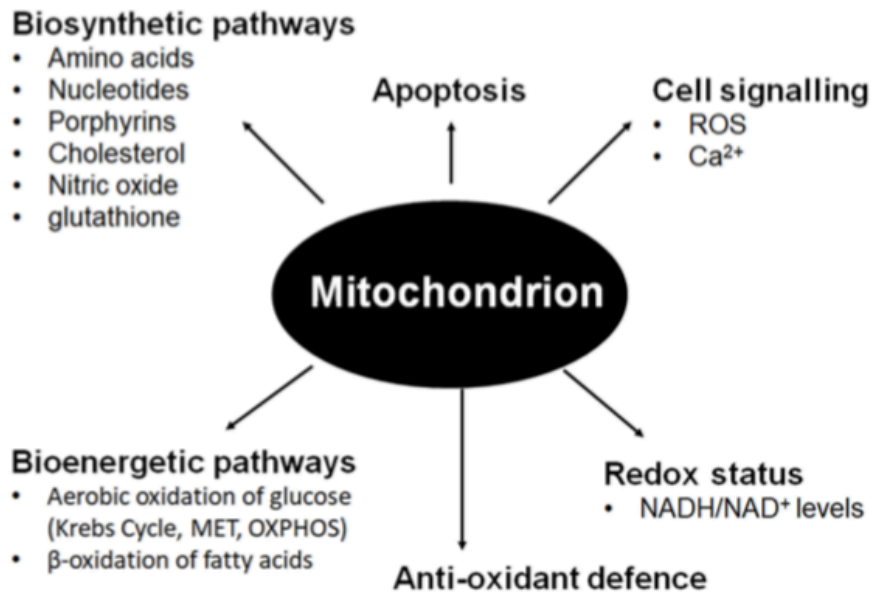 Biosynthetic pathways
• Amino acids
• Nucleotides
• Porphyrins
• Cholesterol
• Nitric oxide
• glutathione
Apoptosis
Cell signalling
• ROS
• Ca²⁺
Mitochondrion
Bioenergetic pathways
• Aerobic oxidation of glucose
(Krebs Cycle, MET, OXPHOS)
• β-oxidation of fatty acids
Anti-oxidant defence
Redox status
• NADH/NAD⁺ levels